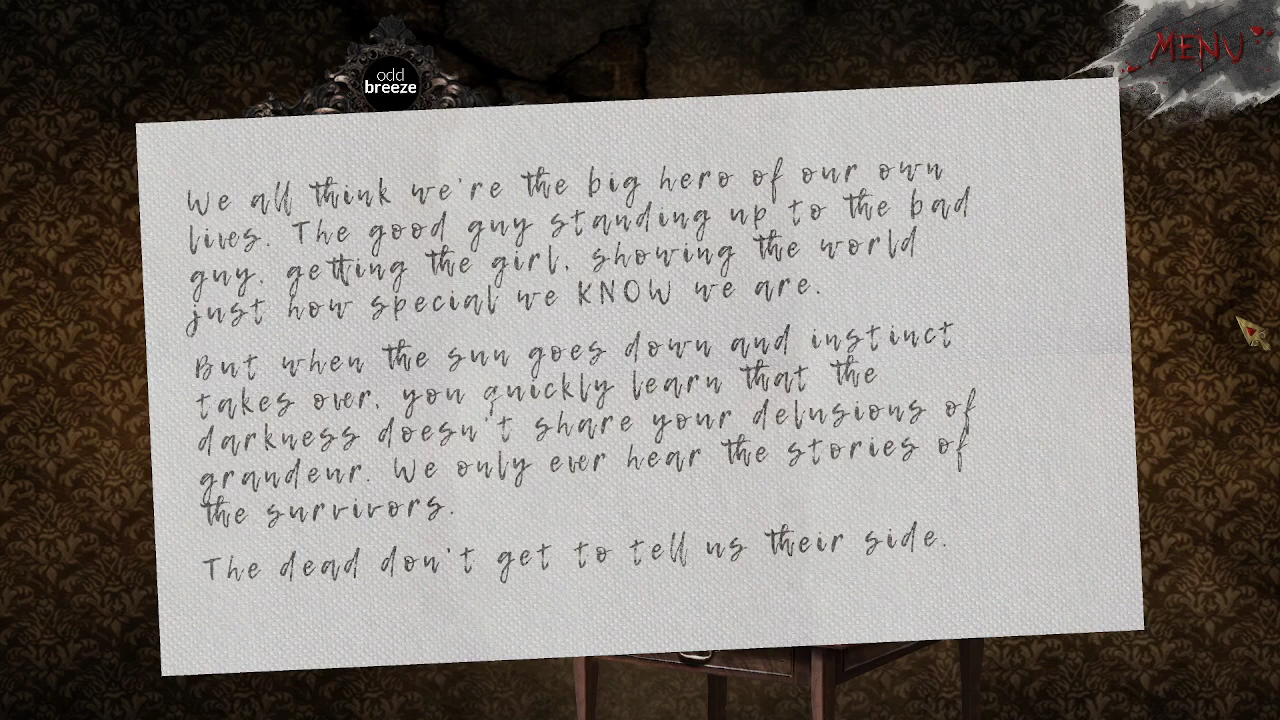 odd
breeze
MENU
We all think we're the big hero of our own
lives. The good guy standing up to the bad
guy, getting the girl, showing the world
just how special we KNOW we are.
But when the sun goes down and instinct
takes over, you quickly learn that the
darkness doesn't share your delusions of
grandeur. We only ever hear the stories of
the survivors.
The dead don't get to tell us their side.